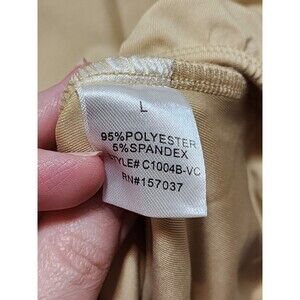 L
95%POLYESTER
5%SPANDEX
STYLE# C1004B-VC
RN#157037